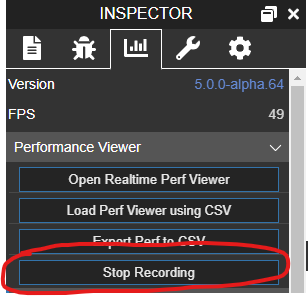 INSPECTOR
Version 5.0.0-alpha.64
FPS 49
Performance Viewer
Open Realtime Perf Viewer
Load Perf Viewer using CSV
Export Perf to CSV
Stop Recording